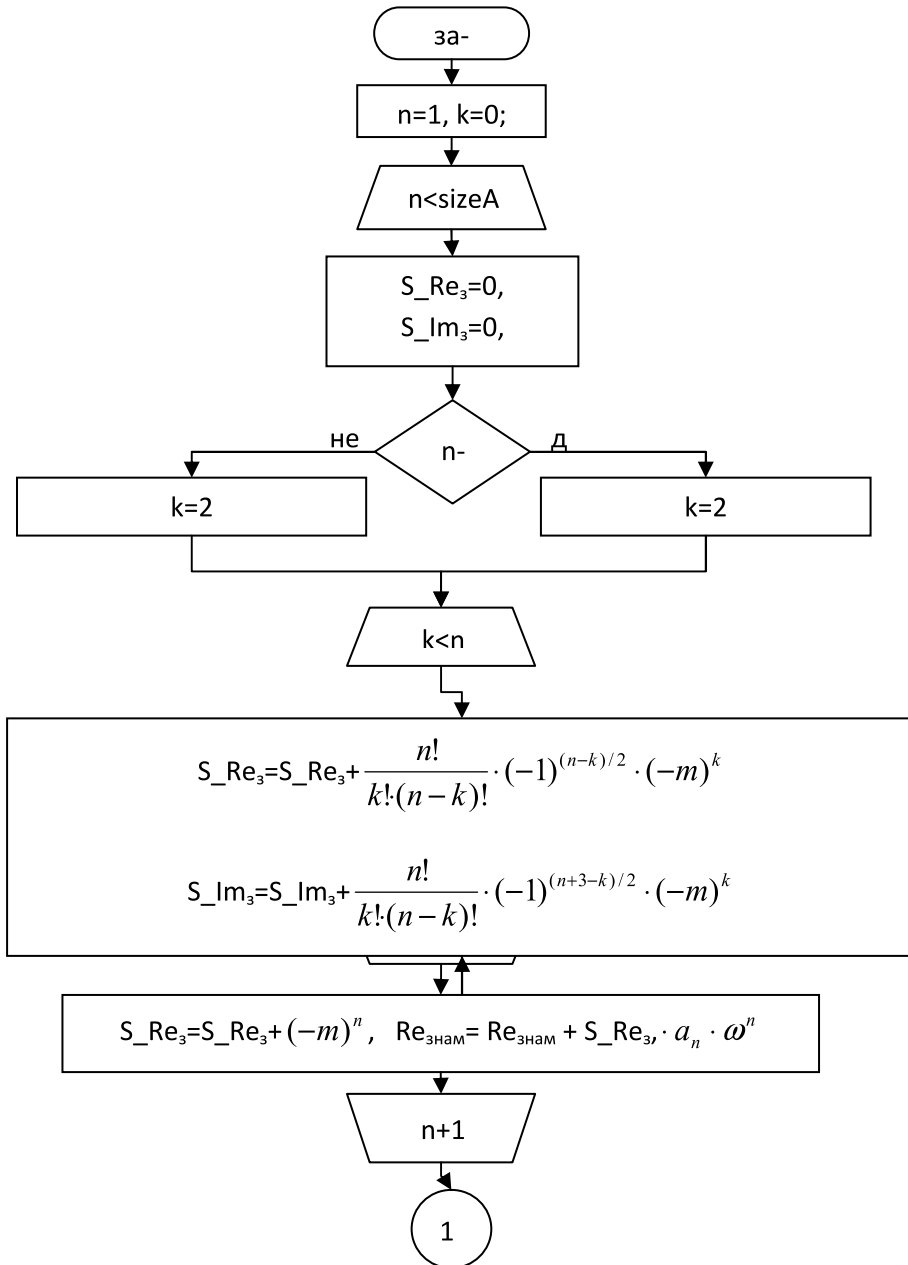 за-
n=1, k=0;
n<sizeA
S_Reз=0,
S_Imз=0,
не
n-
д
k=2
k=2
k<n
S_Reз=S_Reз+ n!/(k!·(n−k)!) · (−1)^((n−k)/2) · (−m)^k
S_Imз=S_Imз+ n!/(k!·(n−k)!) · (−1)^((n+3−k)/2) · (−m)^k
S_Reз=S_Reз+ (−m)^n , Reзнам= Reзнам + S_Reз, · a_n · ω^n
n+1
1